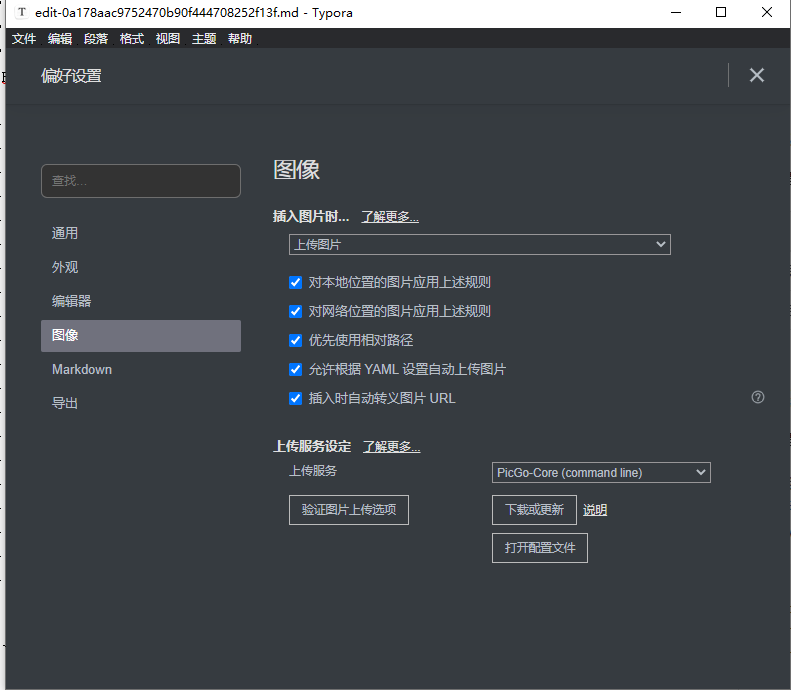 edit-0a178aac9752470b90f444708252f13f.md - Typora
文件 编辑 段落 格式 视图 主题 帮助
偏好设置
查找...
通用
外观
编辑器
图像
Markdown
导出
图像
插入图片时... 了解更多...
上传图片
对本地位置的图片应用上述规则
对网络位置的图片应用上述规则
优先使用相对路径
允许根据 YAML 设置自动上传图片
插入时自动转义图片 URL
上传服务设定 了解更多...
上传服务 PicGo-Core (command line)
验证图片上传选项 下载或更新 说明
打开配置文件